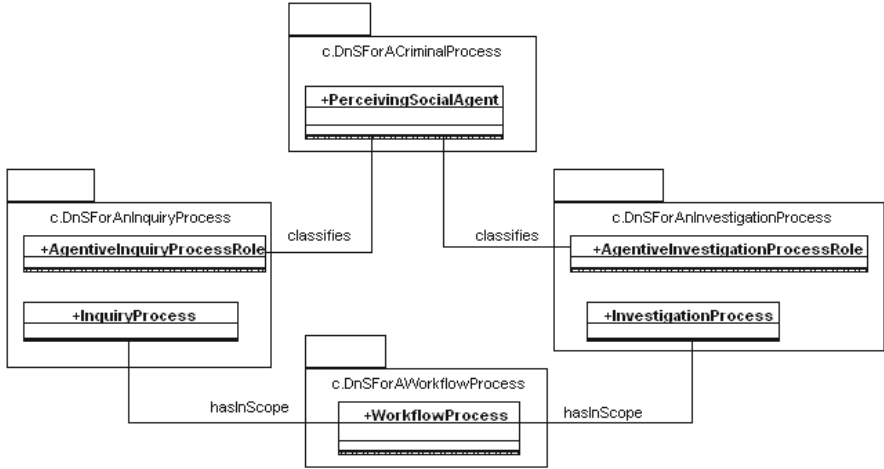 c.DnSForACriminalProcess
+PerceivingSocialAgent
c.DnSForAnInquiryProcess
+AgentiveInquiryProcessRole
+InquiryProcess
classifies
classifies
c.DnSForAnInvestigationProcess
+AgentiveInvestigationProcessRole
+InvestigationProcess
c.DnSForAWorkflowProcess
hasInScope
+WorkflowProcess
hasInScope